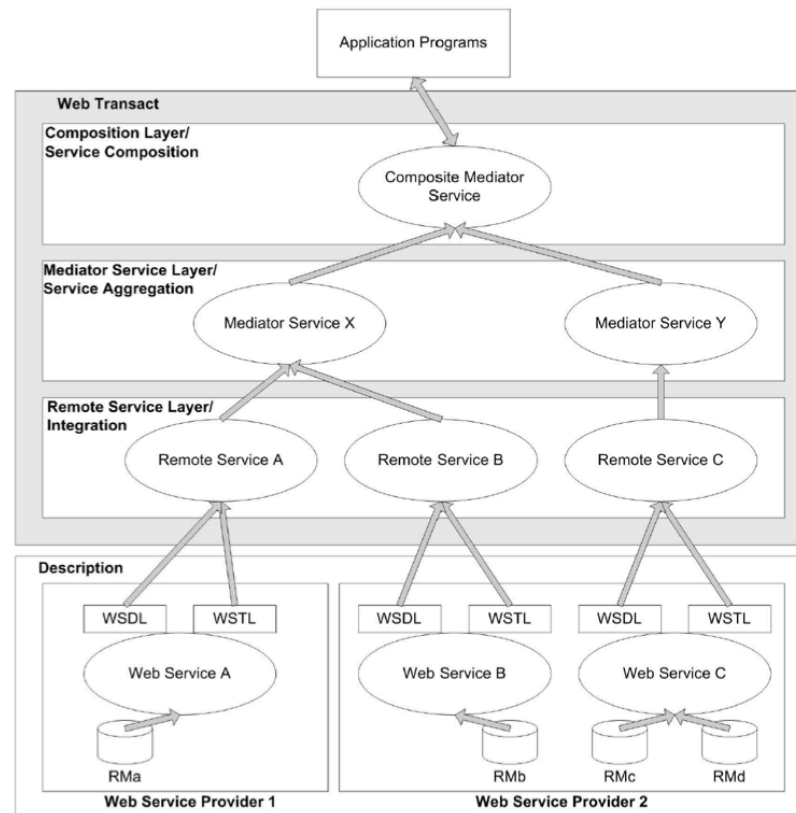 Application Programs
Web Transact
Composition Layer/
Service Composition
Composite Mediator
Service
Mediator Service Layer/
Service Aggregation
Mediator Service X
Mediator Service Y
Remote Service Layer/
Integration
Remote Service A
Remote Service B
Remote Service C
Description
WSDL
WSTL
WSDL
WSTL
WSDL
WSTL
Web Service A
Web Service B
Web Service C
RMa
RMb
RMc
RMd
Web Service Provider 1
Web Service Provider 2